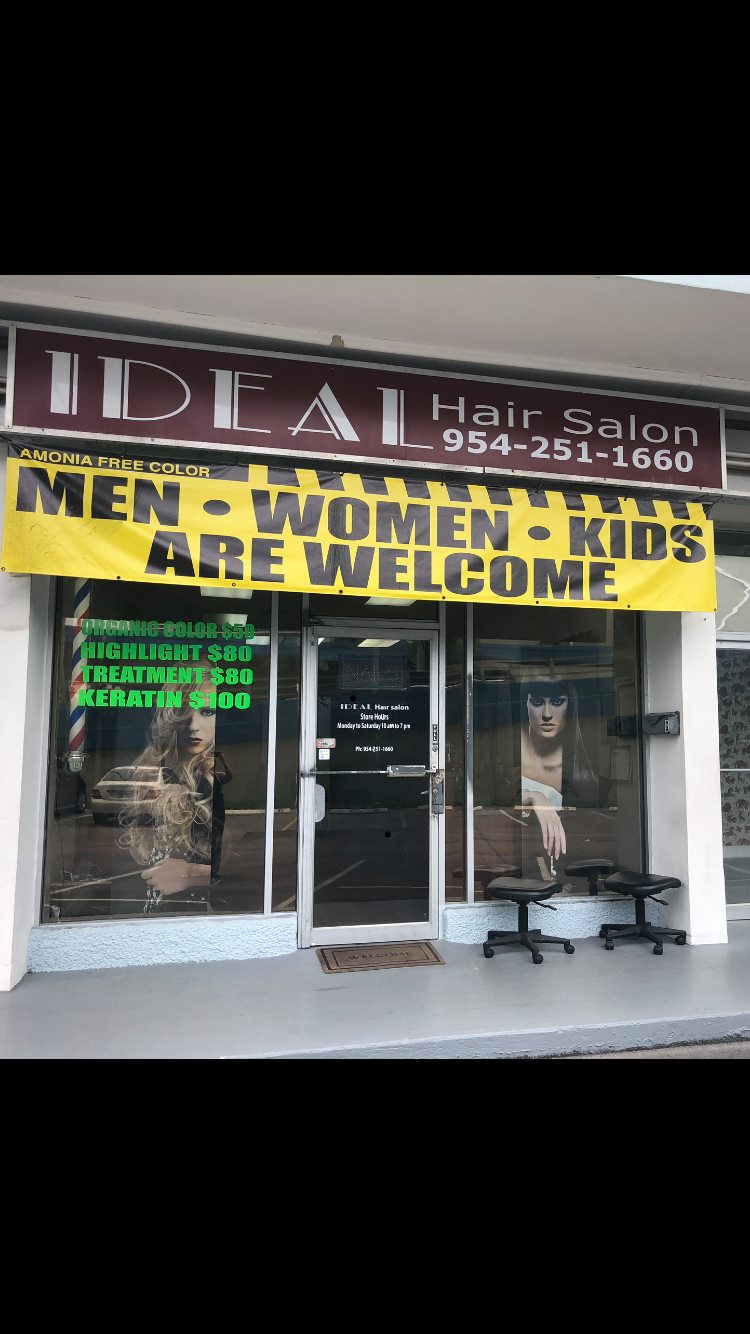 IDEAL Hair Salon
954-251-1660
AMONIA FREE COLOR
MEN • WOMEN • KIDS
ARE WELCOME
ORGANIC COLOR $50
HIGHLIGHT $80
TREATMENT $80
KERATIN $100
IDEAL Hair salon
Store Hours
Monday to Saturday 10 am to 7 pm
Ph: 954-251-1660
WELCOME